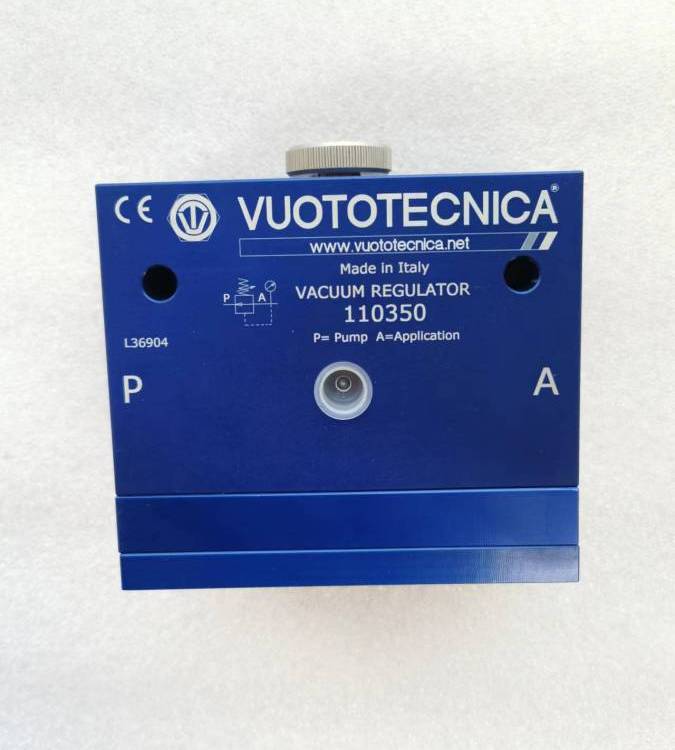 CE VUOTOTECNICA®
www.vuototecnica.net
Made in Italy
VACUUM REGULATOR
P A
110350
P= Pump A=Application
L36904
P A